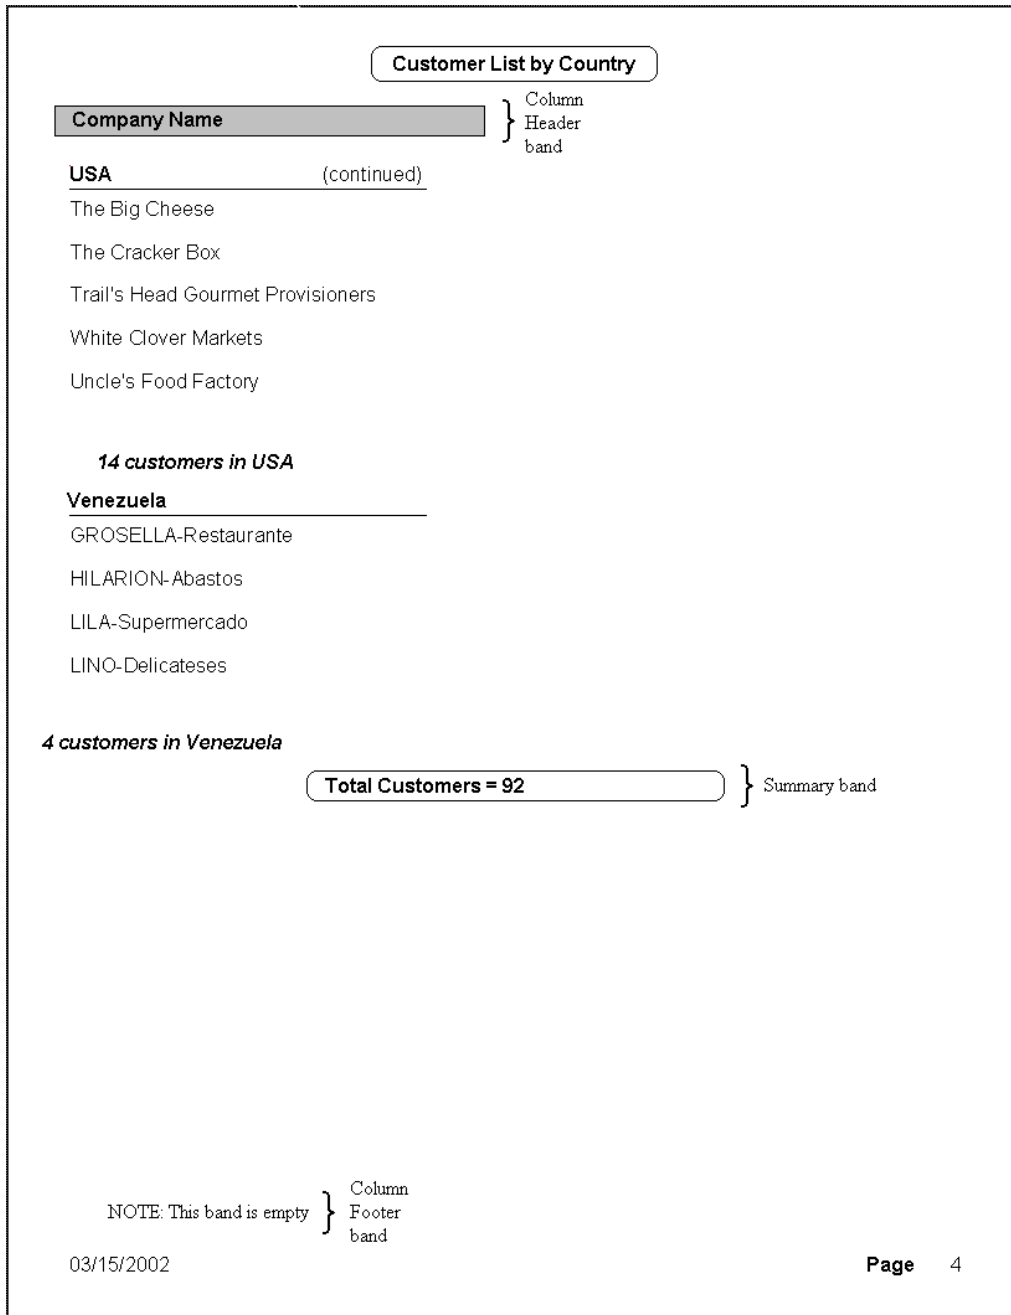 Customer List by Country
Company Name
Column
Header
band
USA (continued)
The Big Cheese
The Cracker Box
Trail's Head Gourmet Provisioners
White Clover Markets
Uncle's Food Factory
14 customers in USA
Venezuela
GROSELLA-Restaurante
HILARION-Abastos
LILA-Supermercado
LINO-Delicateses
4 customers in Venezuela
Total Customers = 92 Summary band
NOTE: This band is empty
Column
Footer
band
03/15/2002 Page 4